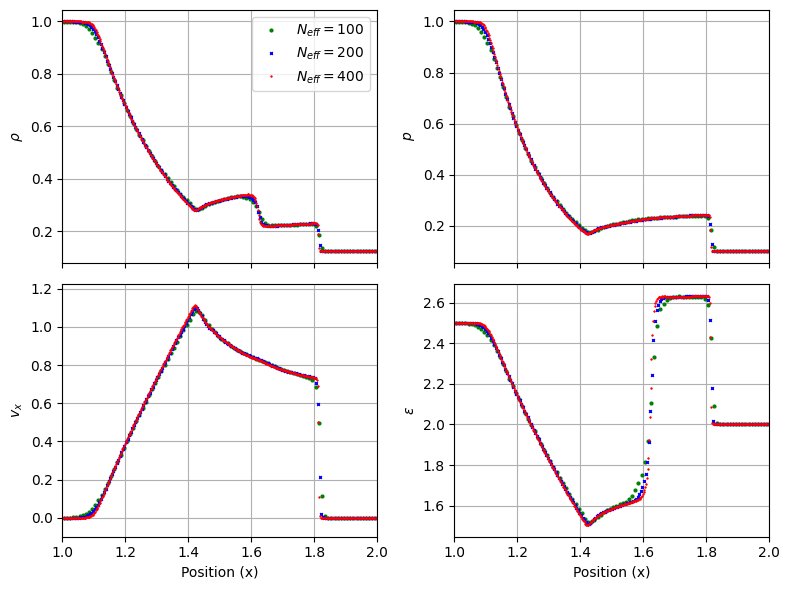 1.0
0.8
0.6
0.4
0.2
ρ
N_eff = 100
N_eff = 200
N_eff = 400
1.0
0.8
0.6
0.4
0.2
p
1.2
1.0
0.8
0.6
0.4
0.2
0.0
v_x
1.0 1.2 1.4 1.6 1.8 2.0
Position (x)
2.6
2.4
2.2
2.0
1.8
1.6
ε
1.0 1.2 1.4 1.6 1.8 2.0
Position (x)